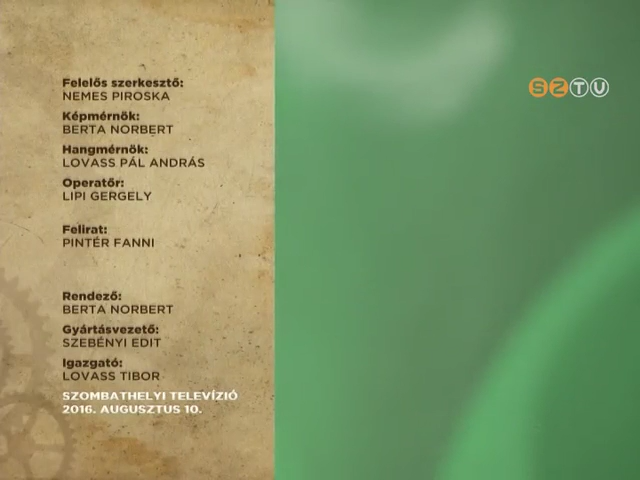 Felelős szerkesztő:
NEMES PIROSKA
Képmérnök:
BERTA NORBERT
Hangmérnök:
LOVASS PÁL ANDRÁS
Operatőr:
LIPI GERGELY
Felirat:
PINTÉR FANNI
Rendező:
BERTA NORBERT
Gyártásvezető:
SZEBÉNYI EDIT
Igazgató:
LOVASS TIBOR
SZOMBATHELYI TELEVÍZIÓ
2016. AUGUSZTUS 10.
SZTV